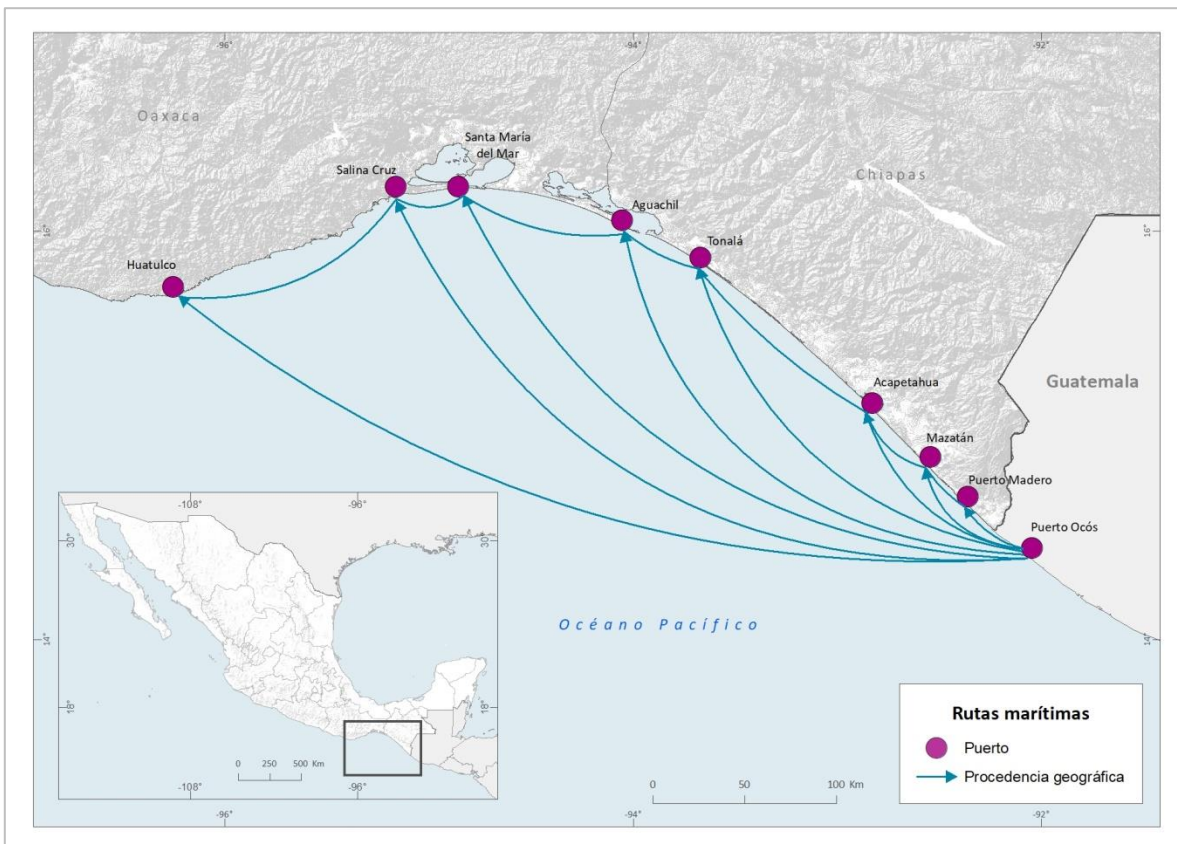 -96°
-94°
-92°
Oaxaca
Santa María
del Mar
Salina Cruz
Chiapas
Aguachil
16°
16°
Tonalá
Huatulco
Acapetahua
Guatemala
Mazatán
Puerto Madero
Puerto Ocós
-108°
-96°
30°
30°
Océano Pacífico
14°
14°
18°
18°
0 250 500 Km
-108°
-96°
Rutas marítimas
Puerto
Procedencia geográfica
0 50 100 Km
-96°
-94°
-92°